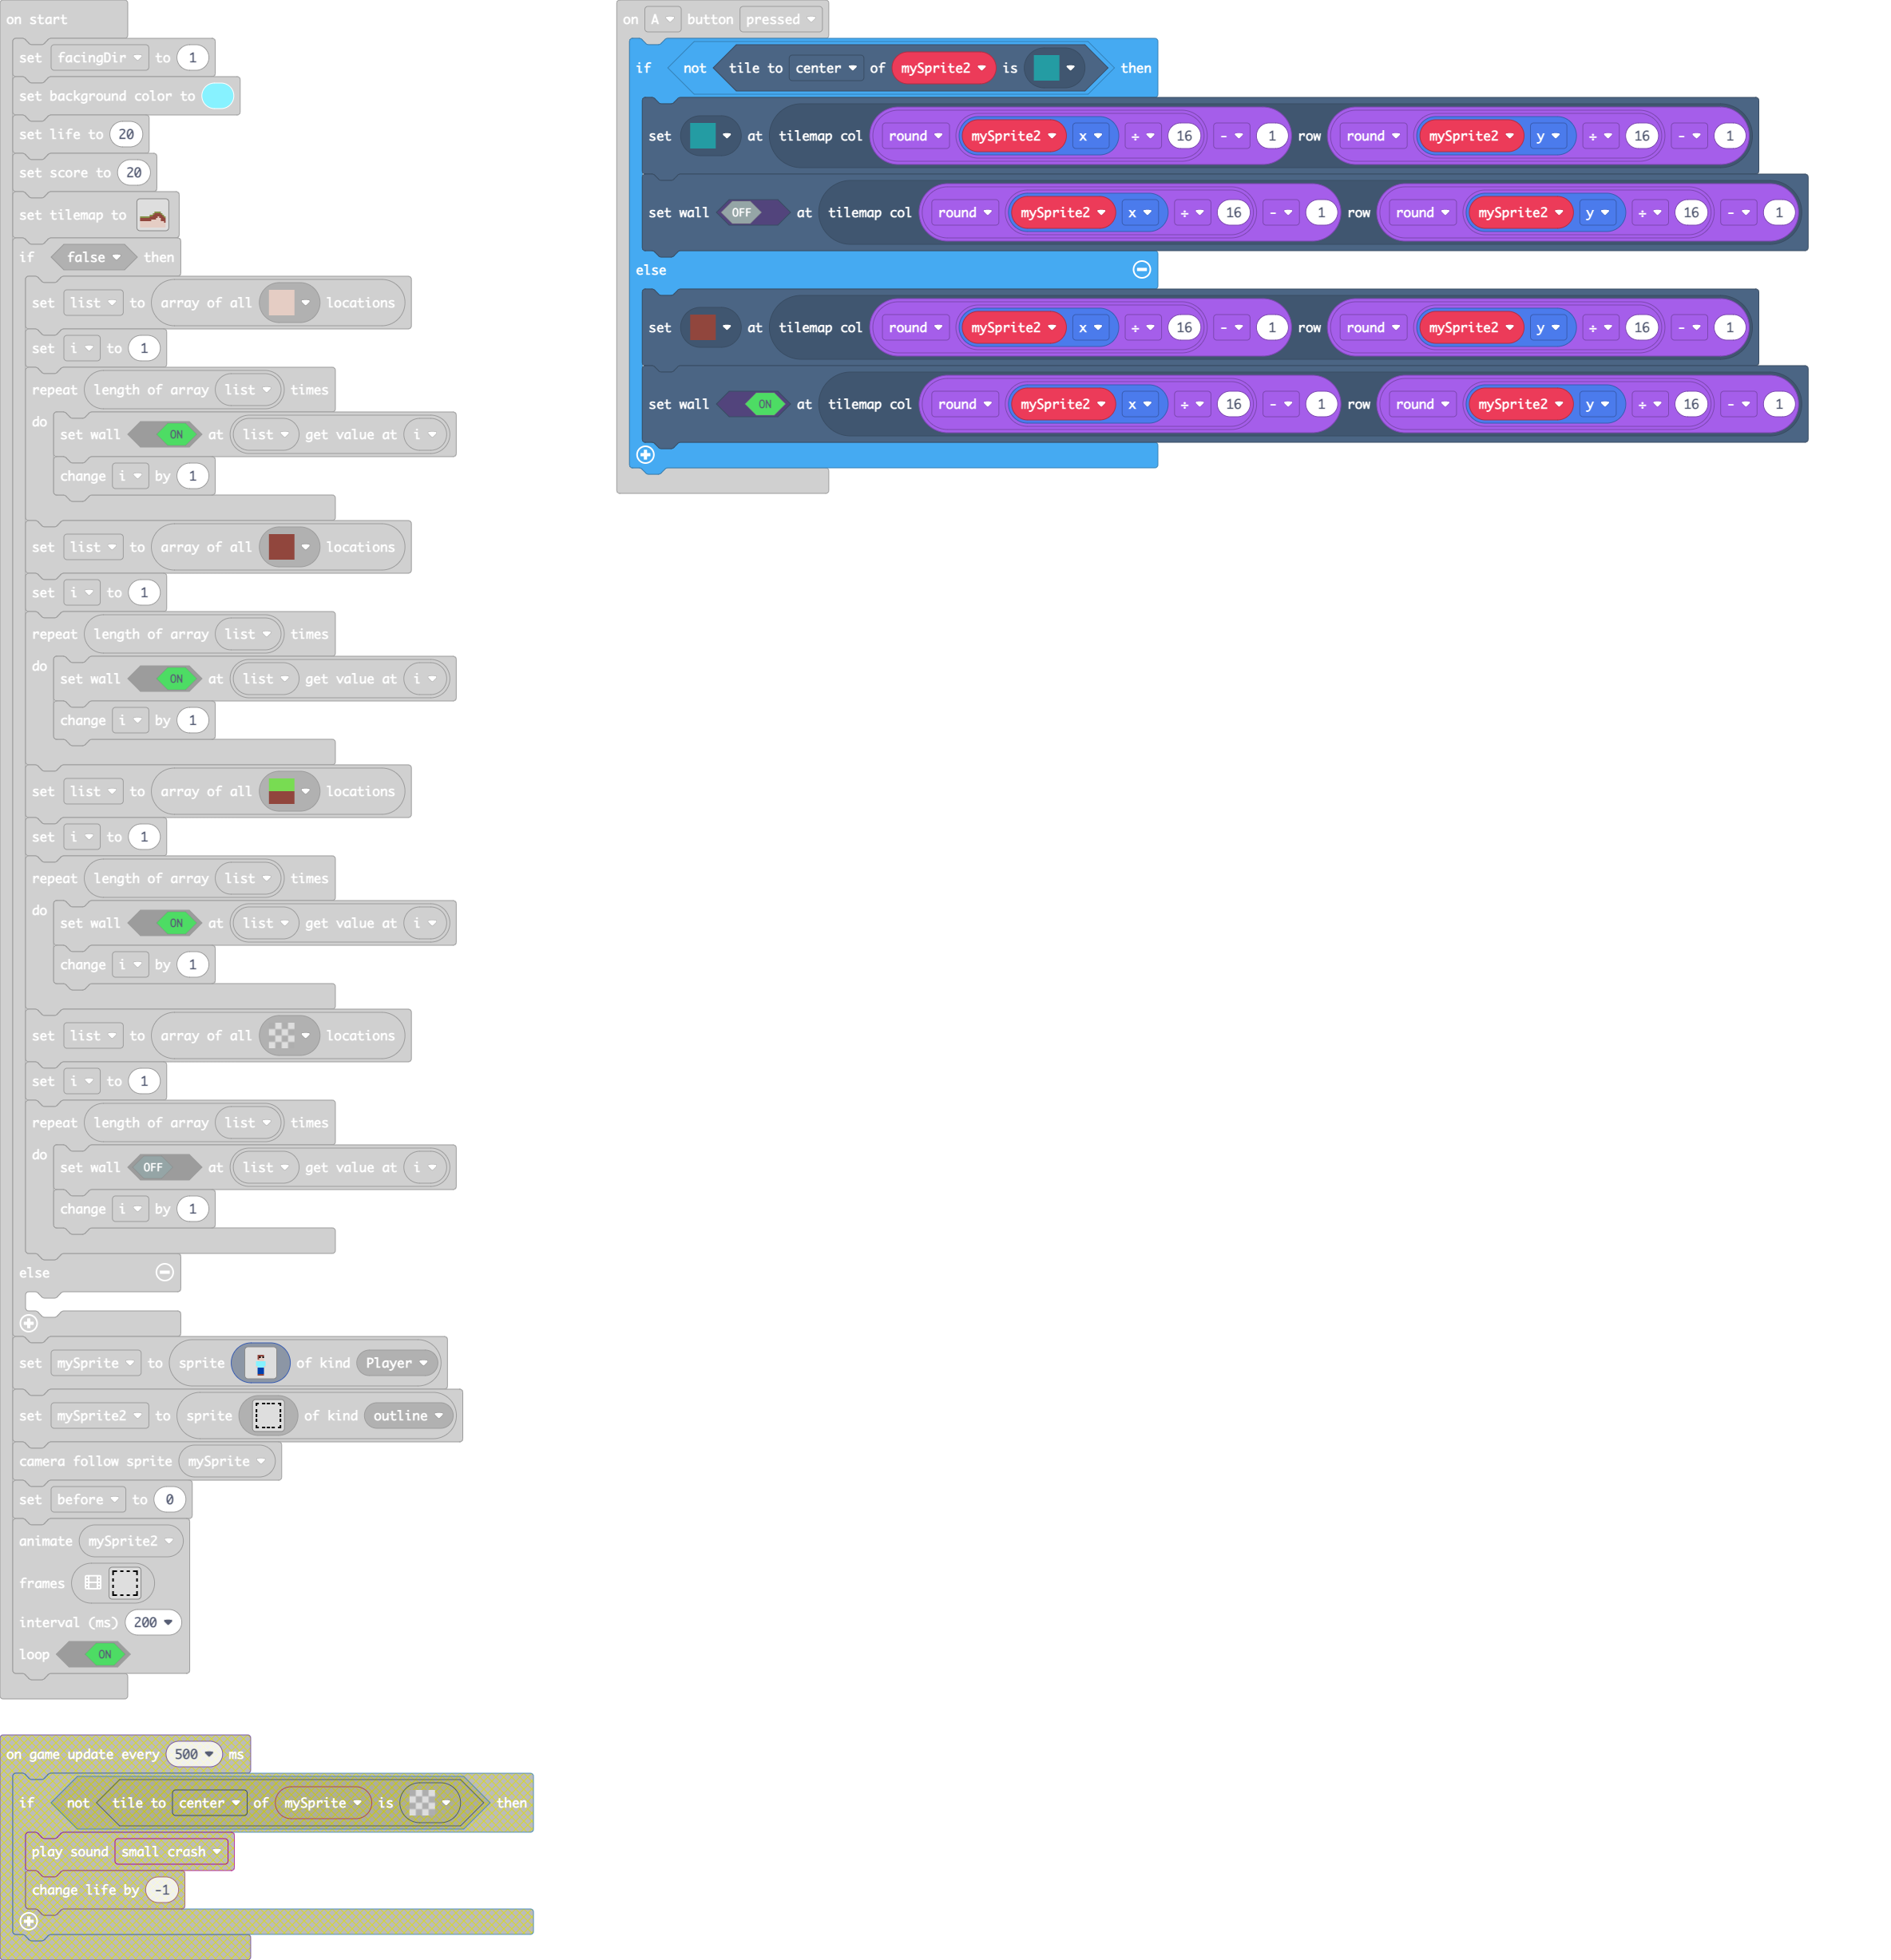 on start
set facingDir to 1
set background color to
set life to 20
set score to 20
set tilemap to
if false then
set list to array of all locations
set i to 1
repeat length of array list times
do
set wall ON at list get value at i
change i by 1
set list to array of all locations
set i to 1
repeat length of array list times
do
set wall ON at list get value at i
change i by 1
set list to array of all locations
set i to 1
repeat length of array list times
do
set wall ON at list get value at i
change i by 1
set list to array of all locations
set i to 1
repeat length of array list times
do
set wall OFF at list get value at i
change i by 1
else
set mySprite to sprite of kind Player
set mySprite2 to sprite of kind outline
camera follow sprite mySprite
set before to 0
animate mySprite2
frames
interval (ms) 200
loop ON
on game update every 500 ms
if not tile to center of mySprite is then
play sound small crash
change life by -1
on A button pressed
if not tile to center of mySprite2 is then
set at tilemap col round mySprite2 x ÷ 16 - 1 row round mySprite2 y ÷ 16 - 1
set wall OFF at tilemap col round mySprite2 x ÷ 16 - 1 row round mySprite2 y ÷ 16 - 1
else
set at tilemap col round mySprite2 x ÷ 16 - 1 row round mySprite2 y ÷ 16 - 1
set wall ON at tilemap col round mySprite2 x ÷ 16 - 1 row round mySprite2 y ÷ 16 - 1